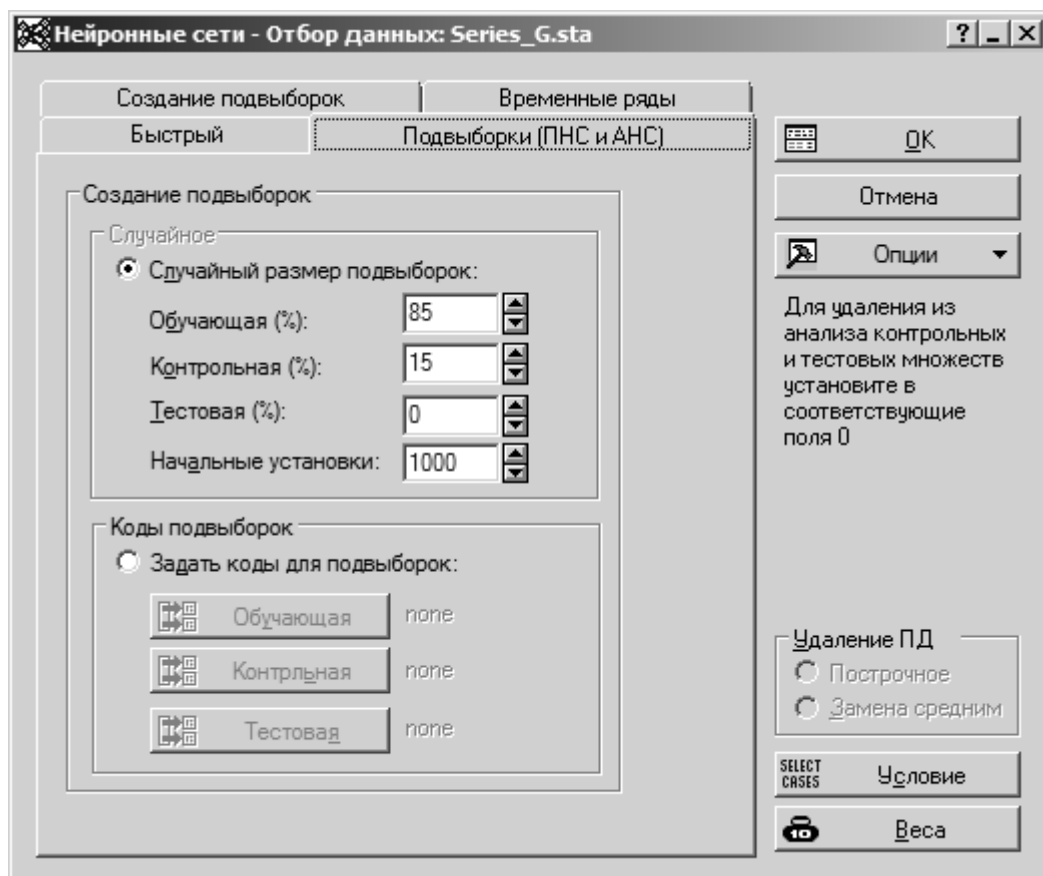 Нейронные сети - Отбор данных: Series_G.sta
Создание подвыборок
Временные ряды
Быстрый
Подвыборки (ПНС и АНС)
Создание подвыборок
Случайное
Случайный размер подвыборок:
Обучающая (%):
85
Контрольная (%):
15
Тестовая (%):
0
Начальные установки:
1000
Коды подвыборок
Задать коды для подвыборок:
Обучающая
none
Контрльная
none
Тестовая
none
OK
Отмена
Опции
Для удаления из
анализа контрольных
и тестовых множеств
установите в
соответствующие
поля 0
Удаление ПД
Построчное
Замена средним
SELECT
CASES
Условие
10
Веса